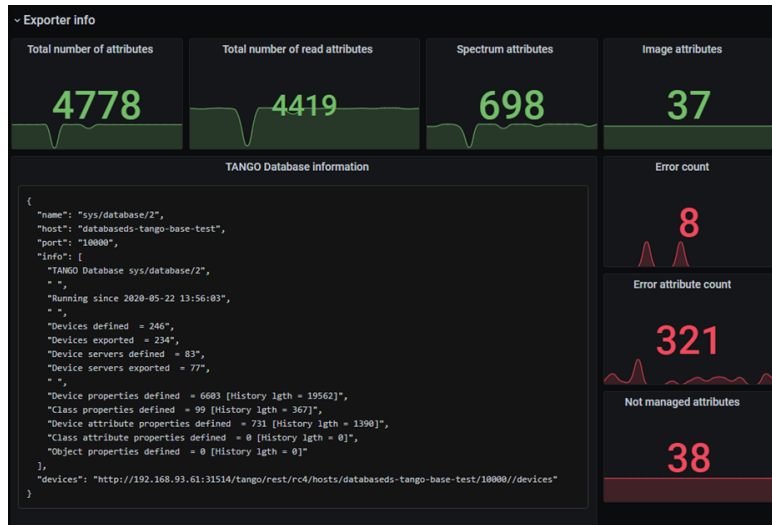 Exporter info
Total number of attributes
4778
Total number of read attributes
4419
Spectrum attributes
698
Image attributes
37
TANGO Database information
{
"name": "sys/database/2",
"host": "databaseds-tango-base-test",
"port": "10000",
"info": [
"TANGO Database sys/database/2",
" ",
"Running since 2020-05-22 13:56:03",
" ",
"Devices defined = 246",
"Devices exported = 234",
"Device servers defined = 83",
"Device servers exported = 77",
" ",
"Device properties defined = 6603 [History lgth = 19562]",
"Class properties defined = 99 [History lgth = 367]",
"Device attribute properties defined = 731 [History lgth = 1390]",
"Class attribute properties defined = 0 [History lgth = 0]",
"Object properties defined = 0 [History lgth = 0]"
],
"devices": "http://192.168.93.61:31514/tango/rest/rc4/hosts/databaseds-tango-base-test/10000//devices"
}
Error count
8
Error attribute count
321
Not managed attributes
38